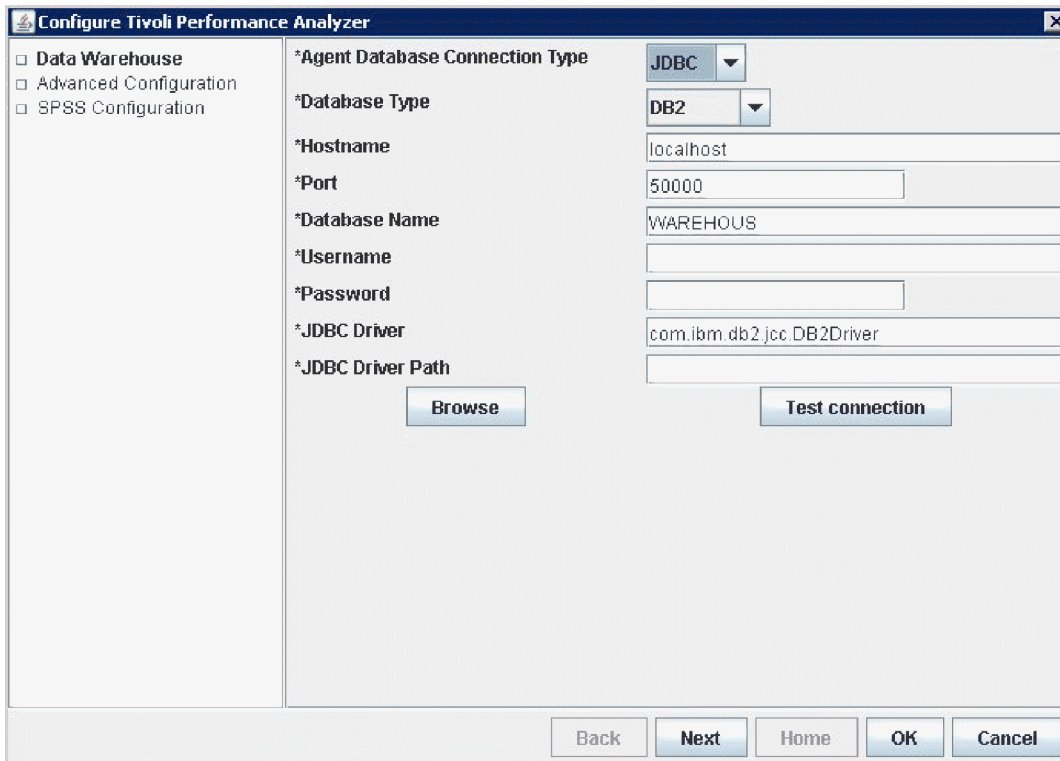 Configure Tivoli Performance Analyzer
Data Warehouse
Advanced Configuration
SPSS Configuration
*Agent Database Connection Type
JDBC
*Database Type
DB2
*Hostname
localhost
*Port
50000
*Database Name
WAREHOUS
*Username
*Password
*JDBC Driver
com.ibm.db2.jcc.DB2Driver
*JDBC Driver Path
Browse
Test connection
Back
Next
Home
OK
Cancel